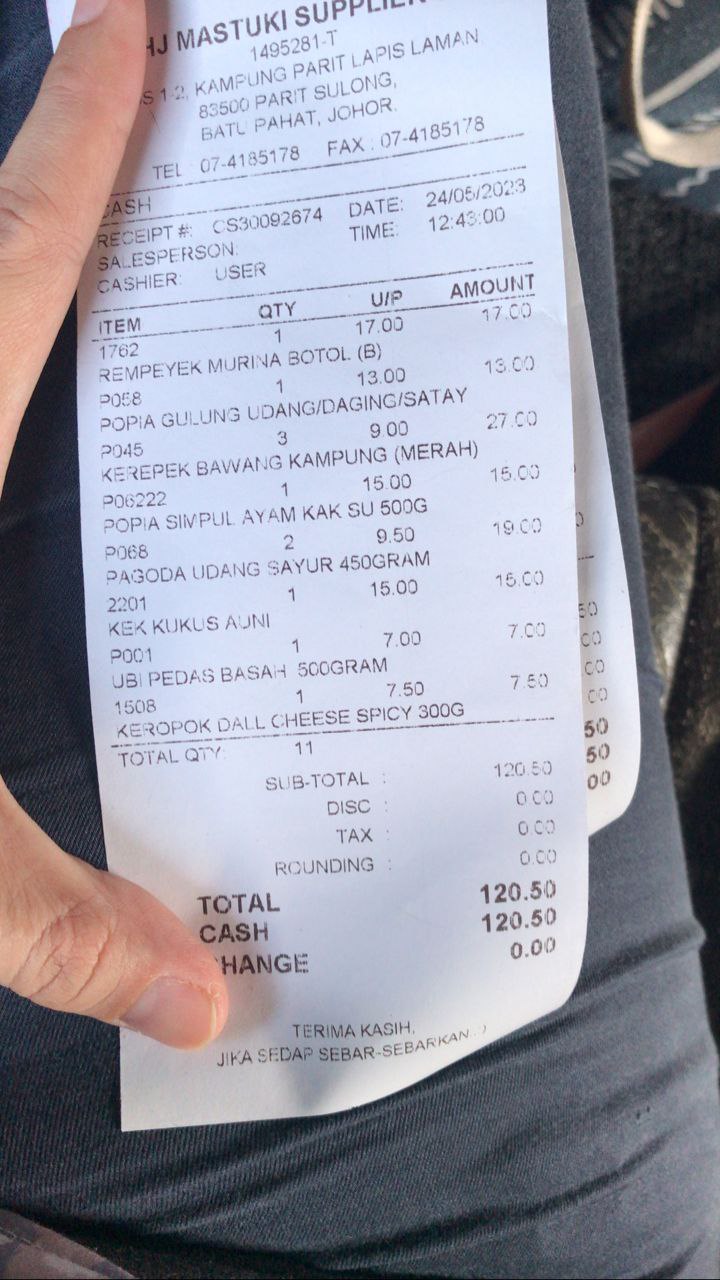 HJ MASTUKI SUPPLIER
1495281-T
S 1-2, KAMPUNG PARIT LAPIS LAMAN
83500 PARIT SULONG,
BATU PAHAT, JOHOR.
TEL : 07-4185178 FAX : 07-4185178
CASH
RECEIPT #: CS30092674 DATE: 24/05/2023
SALESPERSON: TIME: 12:43:00
CASHIER: USER
ITEM QTY U/P AMOUNT
1762 1 17.00 17.00
REMPEYEK MURINA BOTOL (B)
P058 1 13.00 13.00
POPIA GULUNG UDANG/DAGING/SATAY
P045 3 9.00 27.00
KEREPEK BAWANG KAMPUNG (MERAH)
P06222 1 15.00 15.00
POPIA SIMPUL AYAM KAK SU 500G
P068 2 9.50 19.00
PAGODA UDANG SAYUR 450GRAM
2201 1 15.00 15.00
KEK KUKUS AUNI
P001 1 7.00 7.00
UBI PEDAS BASAH 500GRAM
1508 1 7.50 7.50
KEROPOK DALL CHEESE SPICY 300G
TOTAL QTY: 11
SUB-TOTAL : 120.50
DISC : 0.00
TAX : 0.00
ROUNDING : 0.00
TOTAL 120.50
CASH 120.50
CHANGE 0.00
TERIMA KASIH,
JIKA SEDAP SEBAR-SEBARKAN..:)
50
00
00
00
50
50
00